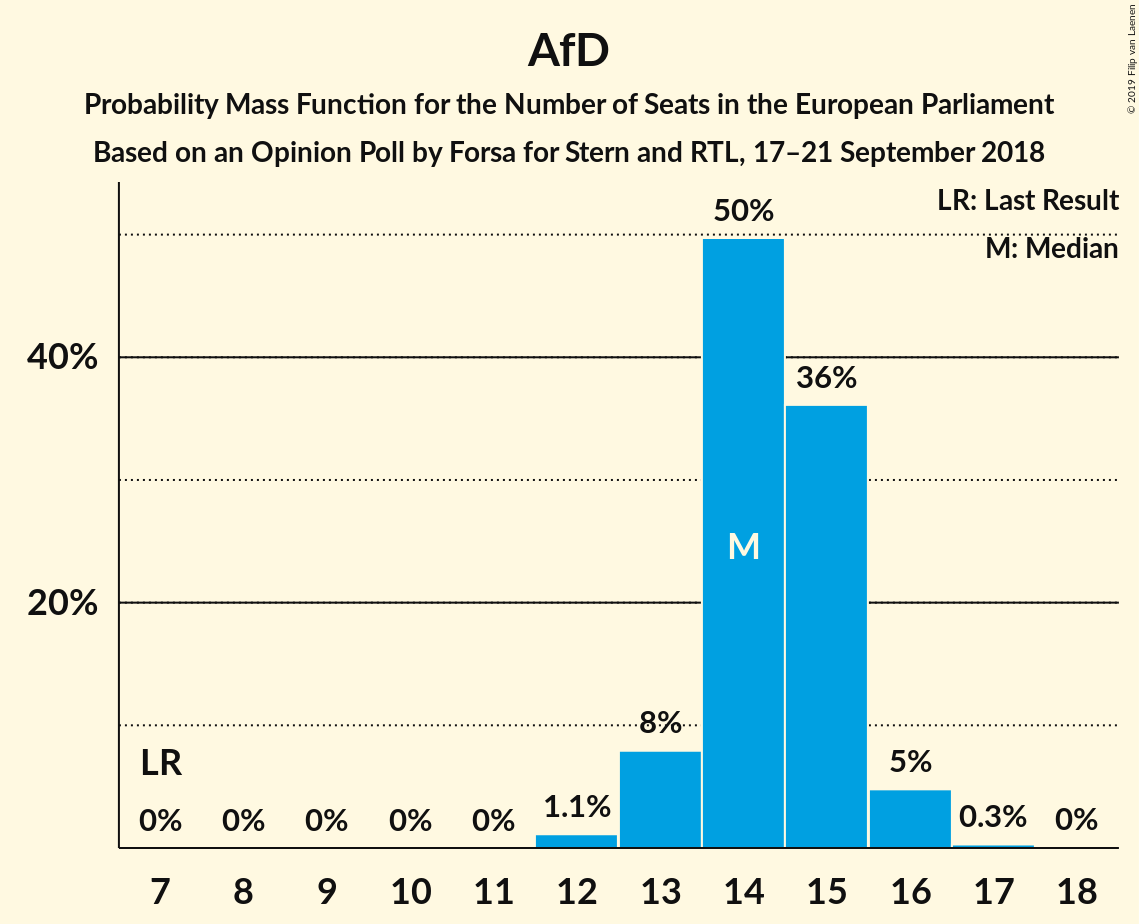 AfD
Probability Mass Function for the Number of Seats in the European Parliament
Based on an Opinion Poll by Forsa for Stern and RTL, 17–21 September 2018
© 2019 Filip van Laenen
LR: Last Result
M: Median
50%
40%
36%
M
20%
8%
LR
5%
0% 0% 0% 0% 0% 1.1% 0.3% 0%
7 8 9 10 11 12 13 14 15 16 17 18